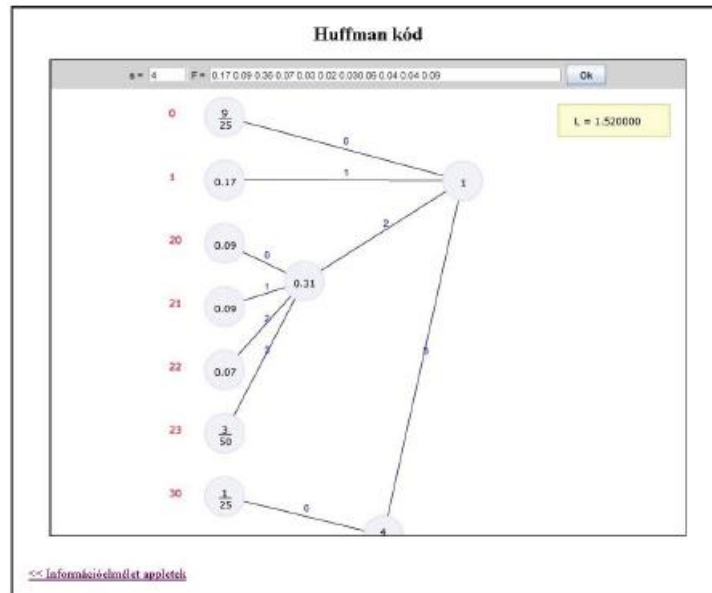 Huffman kód
s = 4 F = 0.17 0.09 0.36 0.07 0.03 0.02 0.03 0.06 0.04 0.04 0.09 Ok
L = 1.520000
0 9/25 0
1 0.17 1 1
2
20 0.09 0
0.31
21 0.09 1
2
22 0.07 3
3
23 3/50
30 1/25 0
4
<< Információelmélet appletek